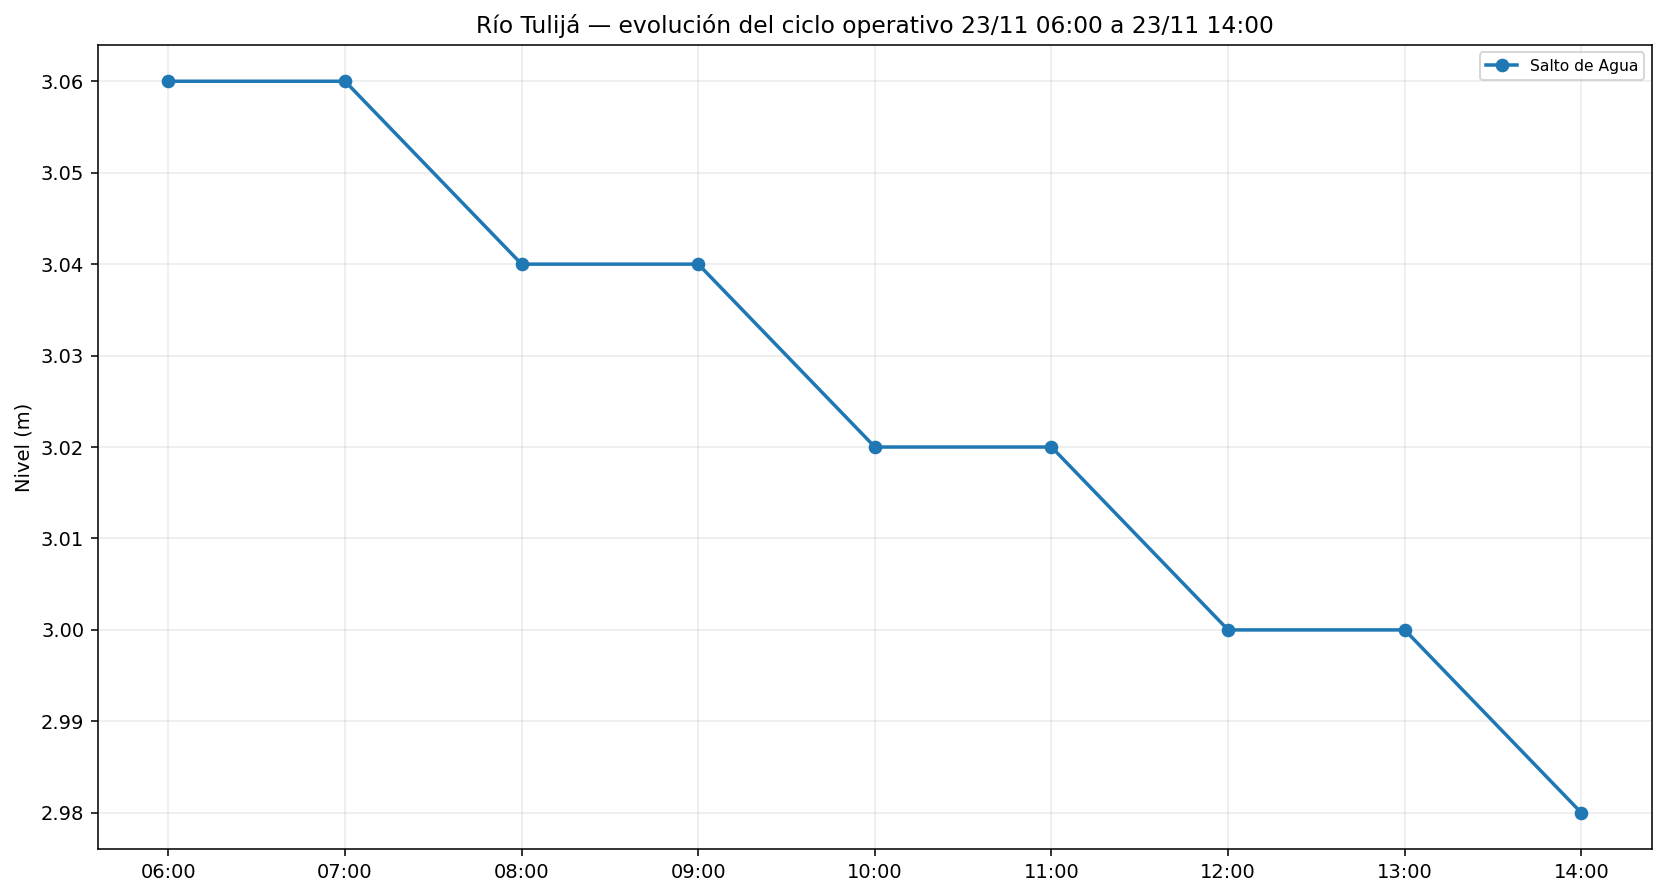 Río Tulijá — evolución del ciclo operativo 23/11 06:00 a 23/11 14:00
Salto de Agua
Nivel (m)
3.06
3.05
3.04
3.03
3.02
3.01
3.00
2.99
2.98
06:00 07:00 08:00 09:00 10:00 11:00 12:00 13:00 14:00